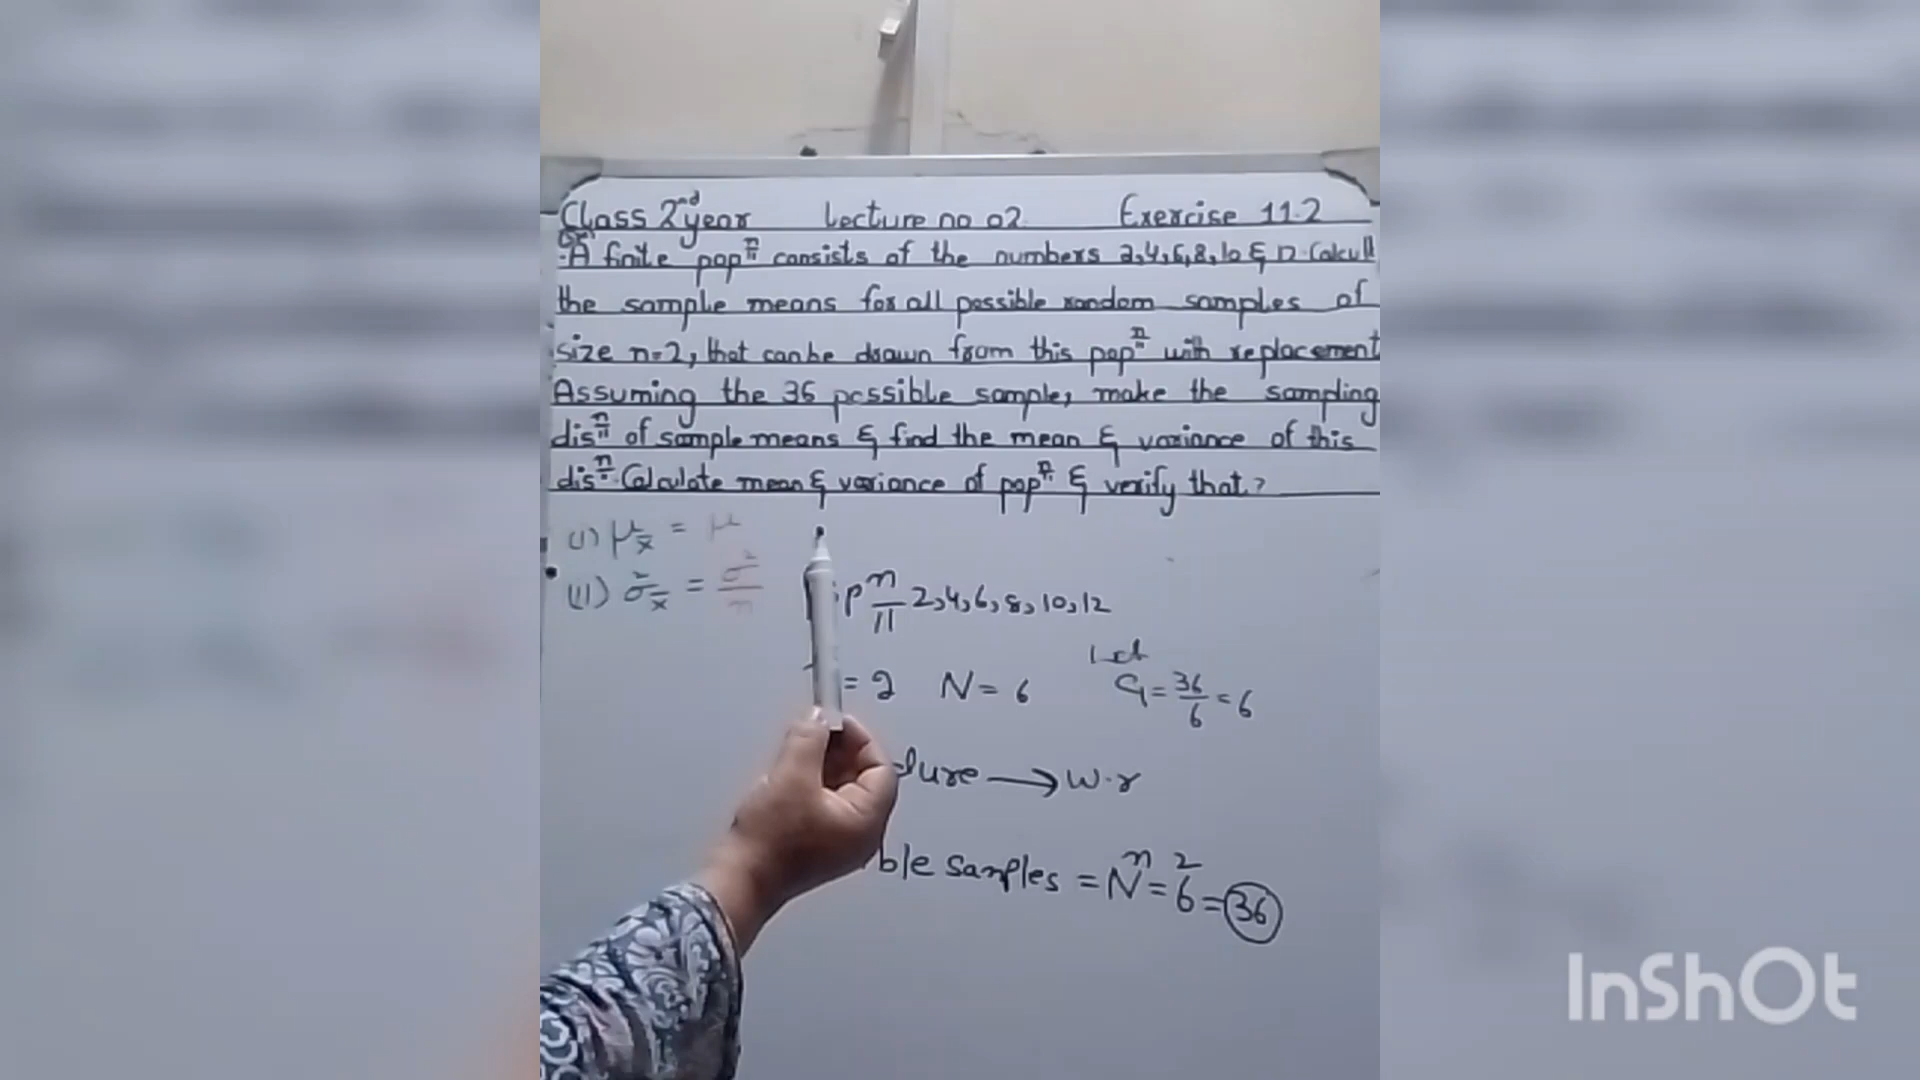 Class 2nd year Lecture no 02 Exercise 11.2
A finite popn consists of the numbers 2,4,6,8,10 & 12. Calcul
the sample means for all possible random samples of
size n=2, that can be drawn from this popn with replacement
Assuming the 36 possible samples, make the sampling
disn of sample means & find the mean & variance of this
disn. Calculate mean & variance of popn & verify that?
(I) μx̄ = μ
(II) σ²x̄ = σ²/n
pn 2,4,6,8,10,12
= 2 N = 6
Let
C₁ = 36/6 = 6
dure → w.r
ble samples = Nⁿ = 6² = 36
InShOt